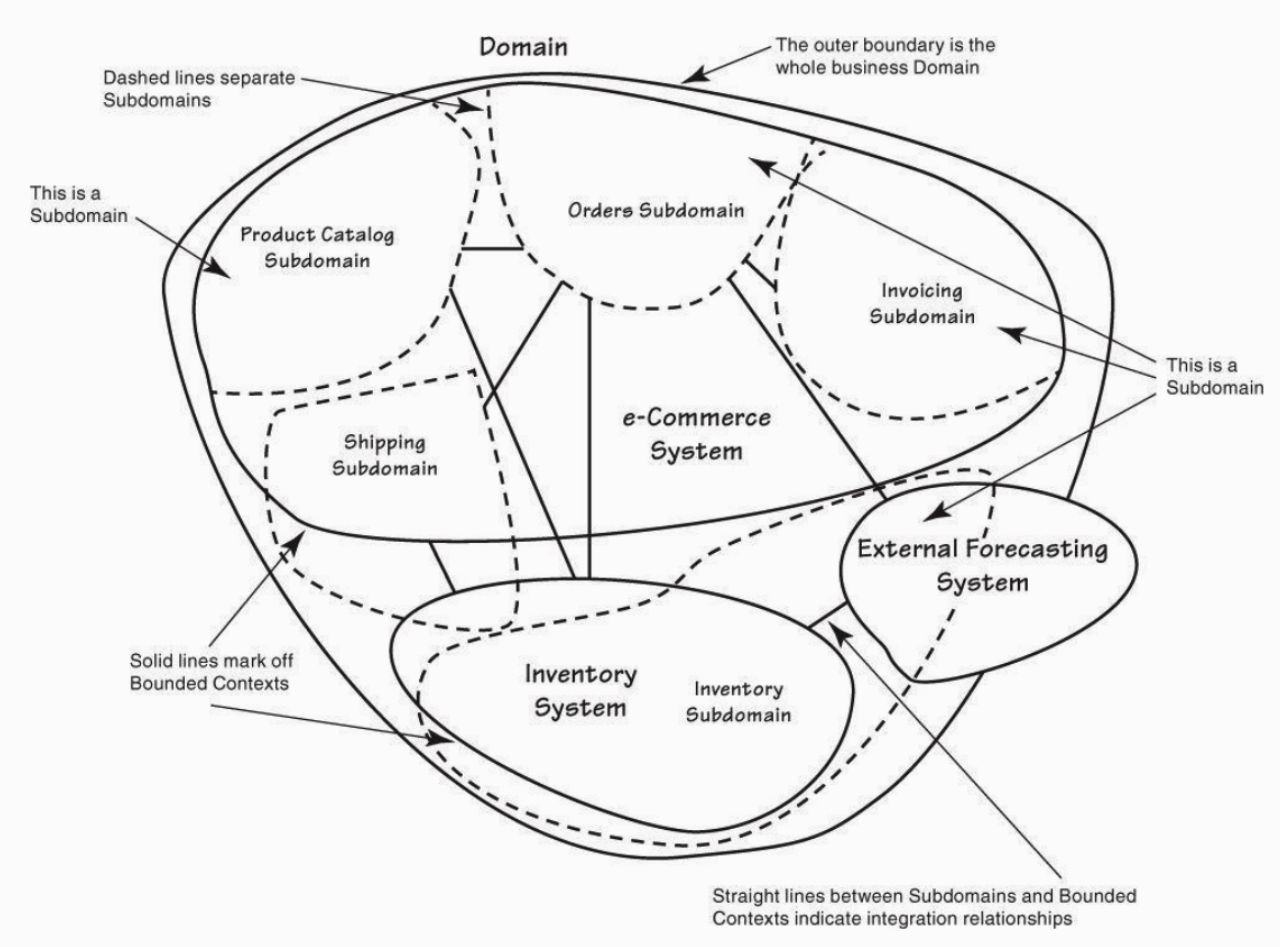 Domain
The outer boundary is the
whole business Domain
Dashed lines separate
Subdomains
This is a
Subdomain
Product Catalog
Subdomain
Orders Subdomain
Invoicing
Subdomain
This is a
Subdomain
e-Commerce
System
Shipping
Subdomain
External Forecasting
System
Solid lines mark off
Bounded Contexts
Inventory
System
Inventory
Subdomain
Straight lines between Subdomains and Bounded
Contexts indicate integration relationships